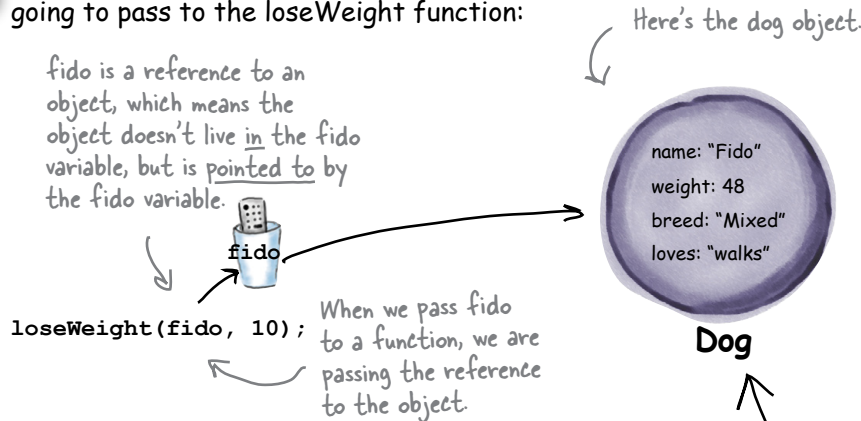 going to pass to the loseWeight function:
Here's the dog object.
fido is a reference to an
object, which means the
object doesn't live in the fido
variable, but is pointed to by
the fido variable.
fido
name: “Fido”
weight: 48
breed: “Mixed”
loves: “walks”
Dog
loseWeight(fido, 10);
When we pass fido
to a function, we are
passing the reference
to the object.